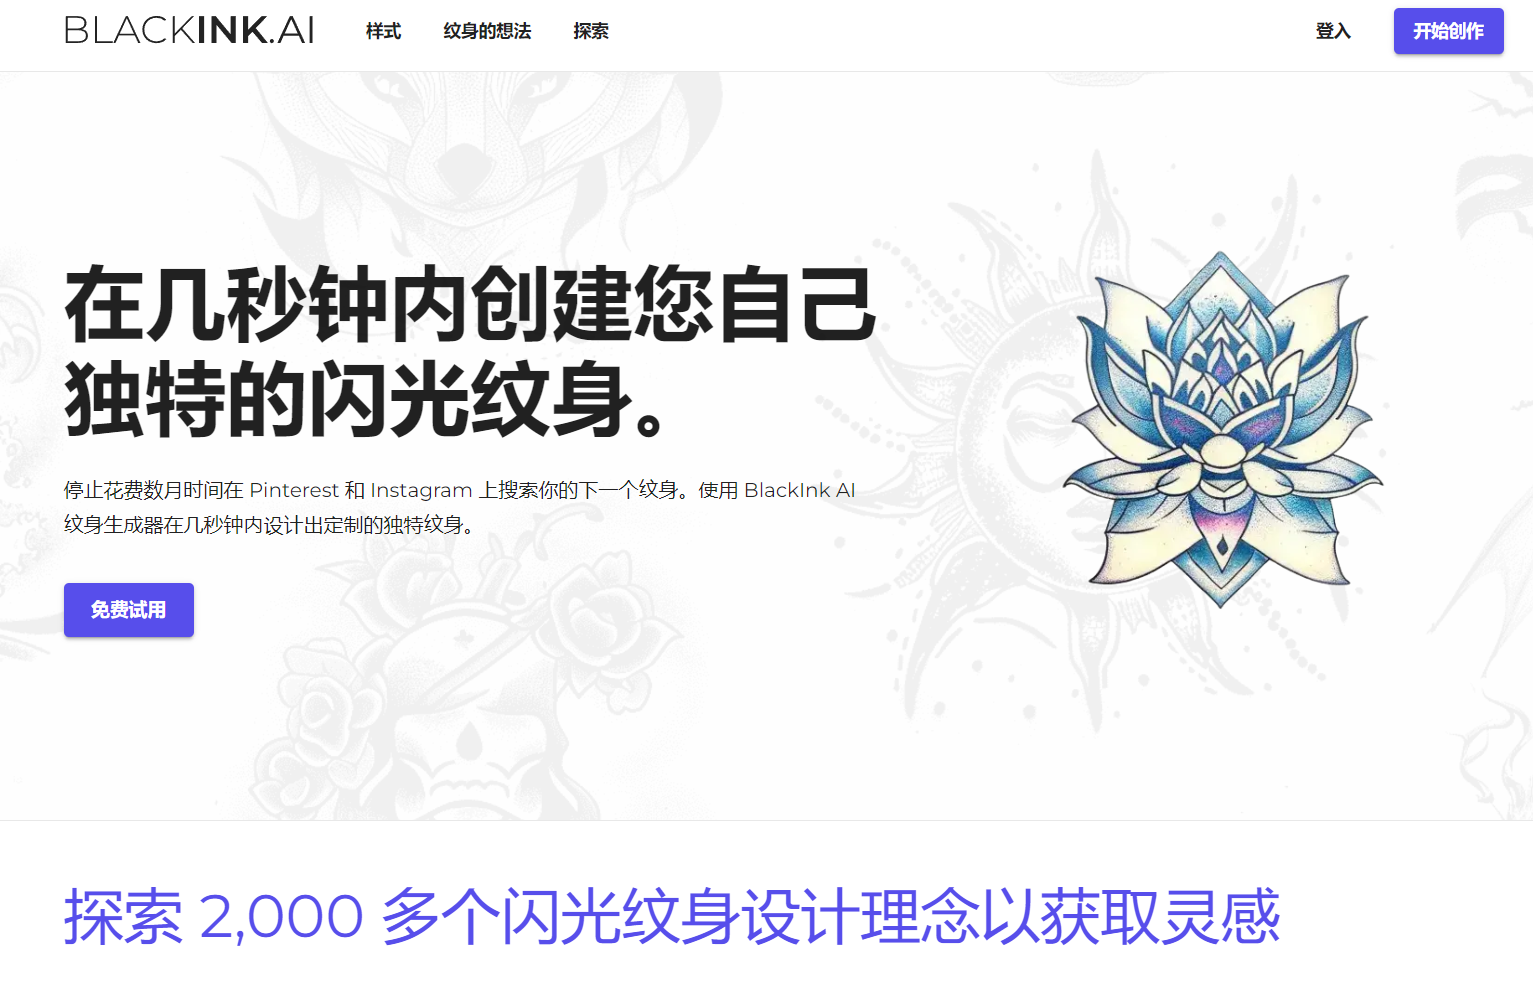 BLACKINK.AI
样式
纹身的想法
探索
登入
开始创作
在几秒钟内创建您自己
独特的闪光纹身。
停止花费数月时间在 Pinterest 和 Instagram 上搜索你的下一个纹身。使用 BlackInk AI
纹身生成器在几秒钟内设计出定制的独特纹身。
免费试用
探索 2,000 多个闪光纹身设计理念以获取灵感